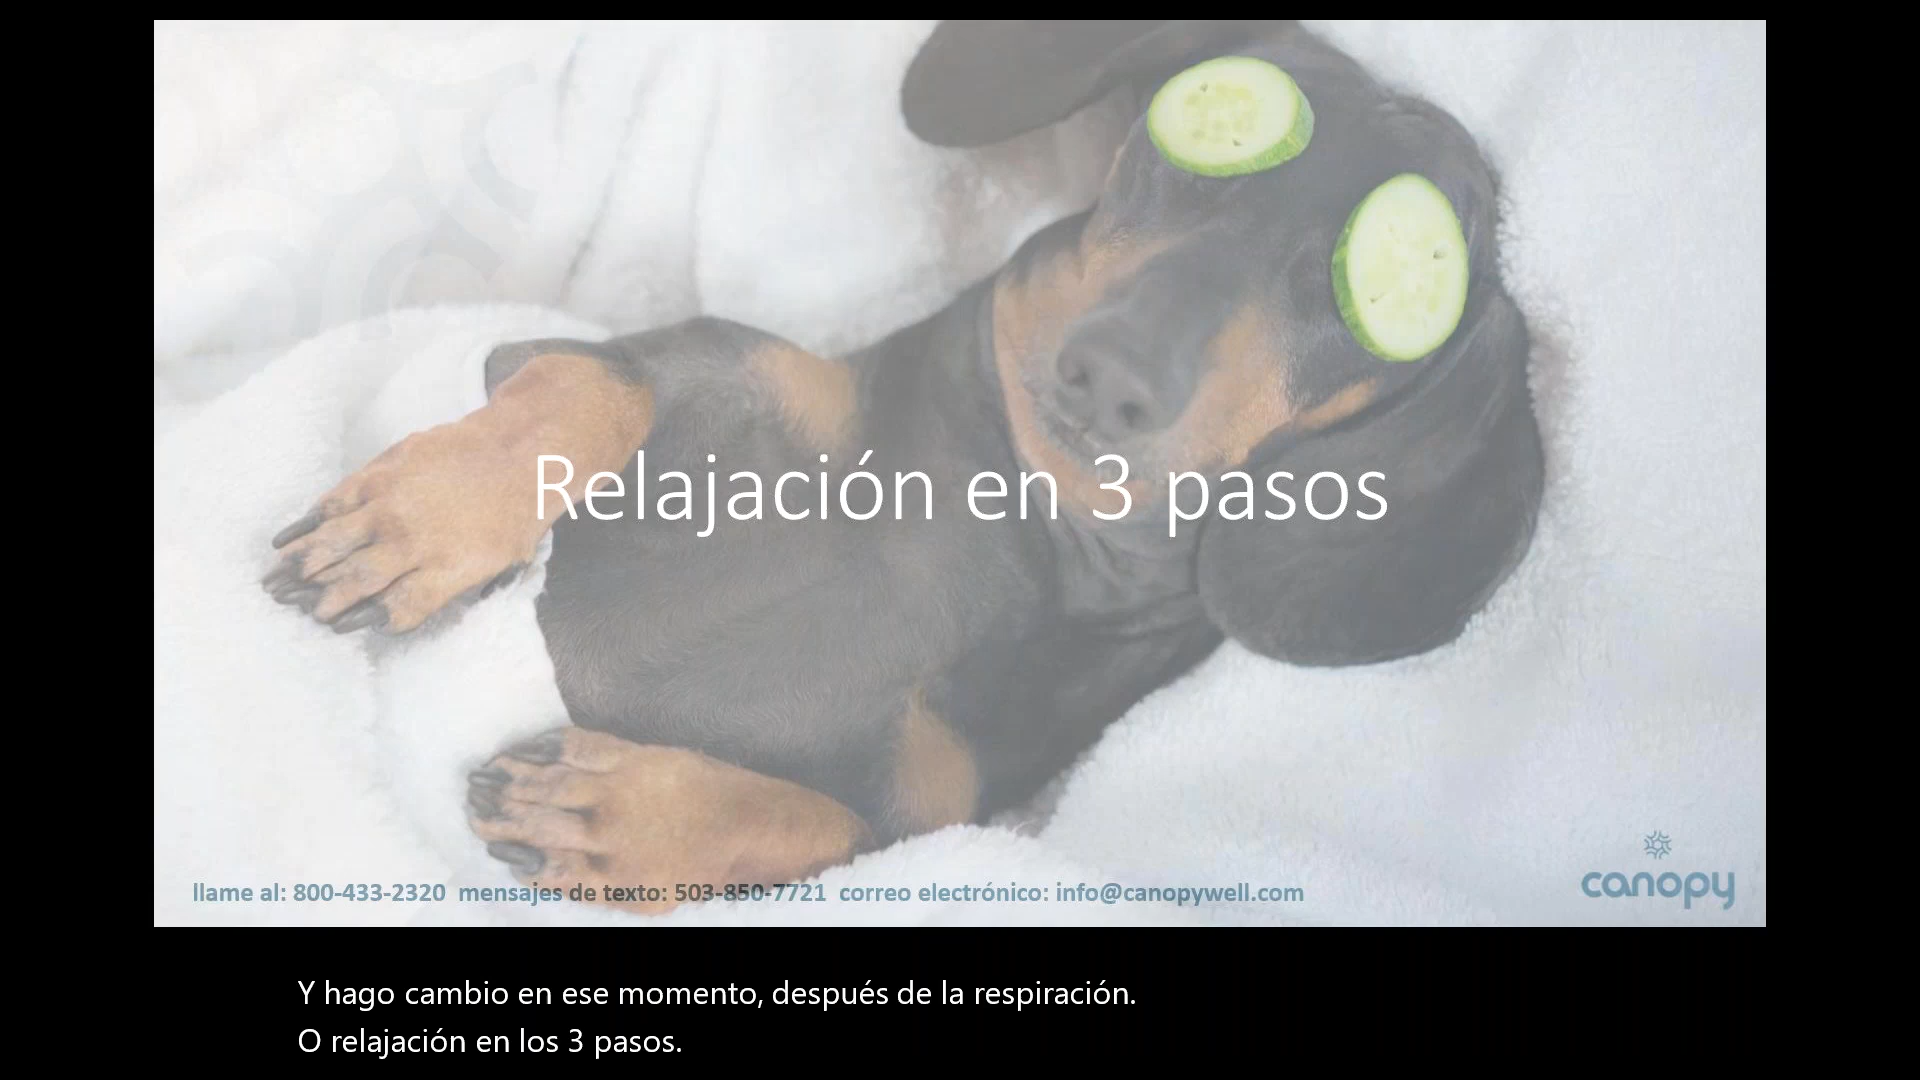 Relajación en 3 pasos
llame al: 800-433-2320 mensajes de texto: 503-850-7721 correo electrónico: info@canopywell.com
canopy
Y hago cambio en ese momento, después de la respiración.
O relajación en los 3 pasos.